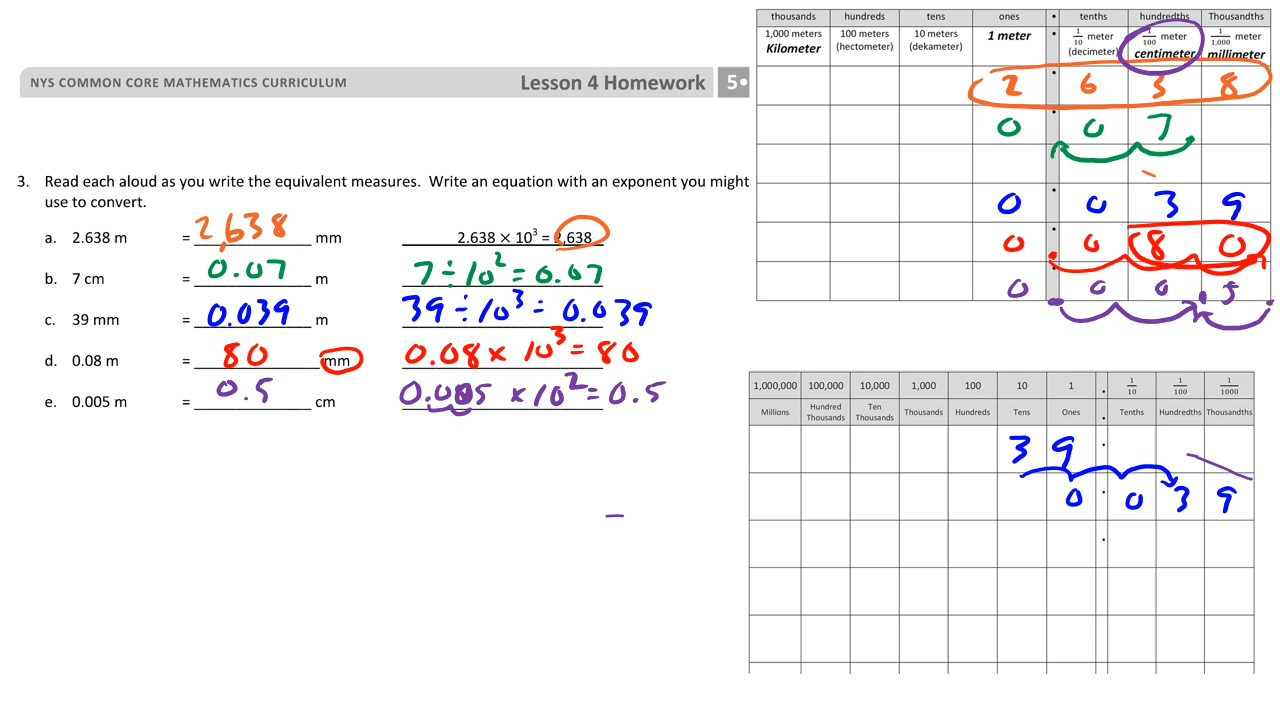 NYS COMMON CORE MATHEMATICS CURRICULUM Lesson 4 Homework 5•
3. Read each aloud as you write the equivalent measures. Write an equation with an exponent you might
use to convert.
a. 2.638 m = 2,638 mm 2.638 × 10³ = 2,638
b. 7 cm = 0.07 m 7 ÷ 10² = 0.07
c. 39 mm = 0.039 m 39 ÷ 10³ = 0.039
d. 0.08 m = 80 mm 0.08 × 10³ = 80
e. 0.005 m = 0.5 cm 0.005 × 10² = 0.5
thousands hundreds tens ones • tenths hundredths Thousandths
1,000 meters 100 meters 10 meters 1 meter • 1/10 meter 1/100 meter 1/1,000 meter
Kilometer (hectometer) (dekameter) (decimeter) centimeter millimeter
2 • 6 3 8
0 • 0 7
0 • 0 3 9
0 • 0 8 0
0 • 0 0 5
1,000,000 100,000 10,000 1,000 100 10 1 . 1/10 1/100 1/1000
Millions Hundred Thousands Ten Thousands Thousands Hundreds Tens Ones . Tenths Hundredths Thousandths
3 9 .
0 . 0 3 9
.